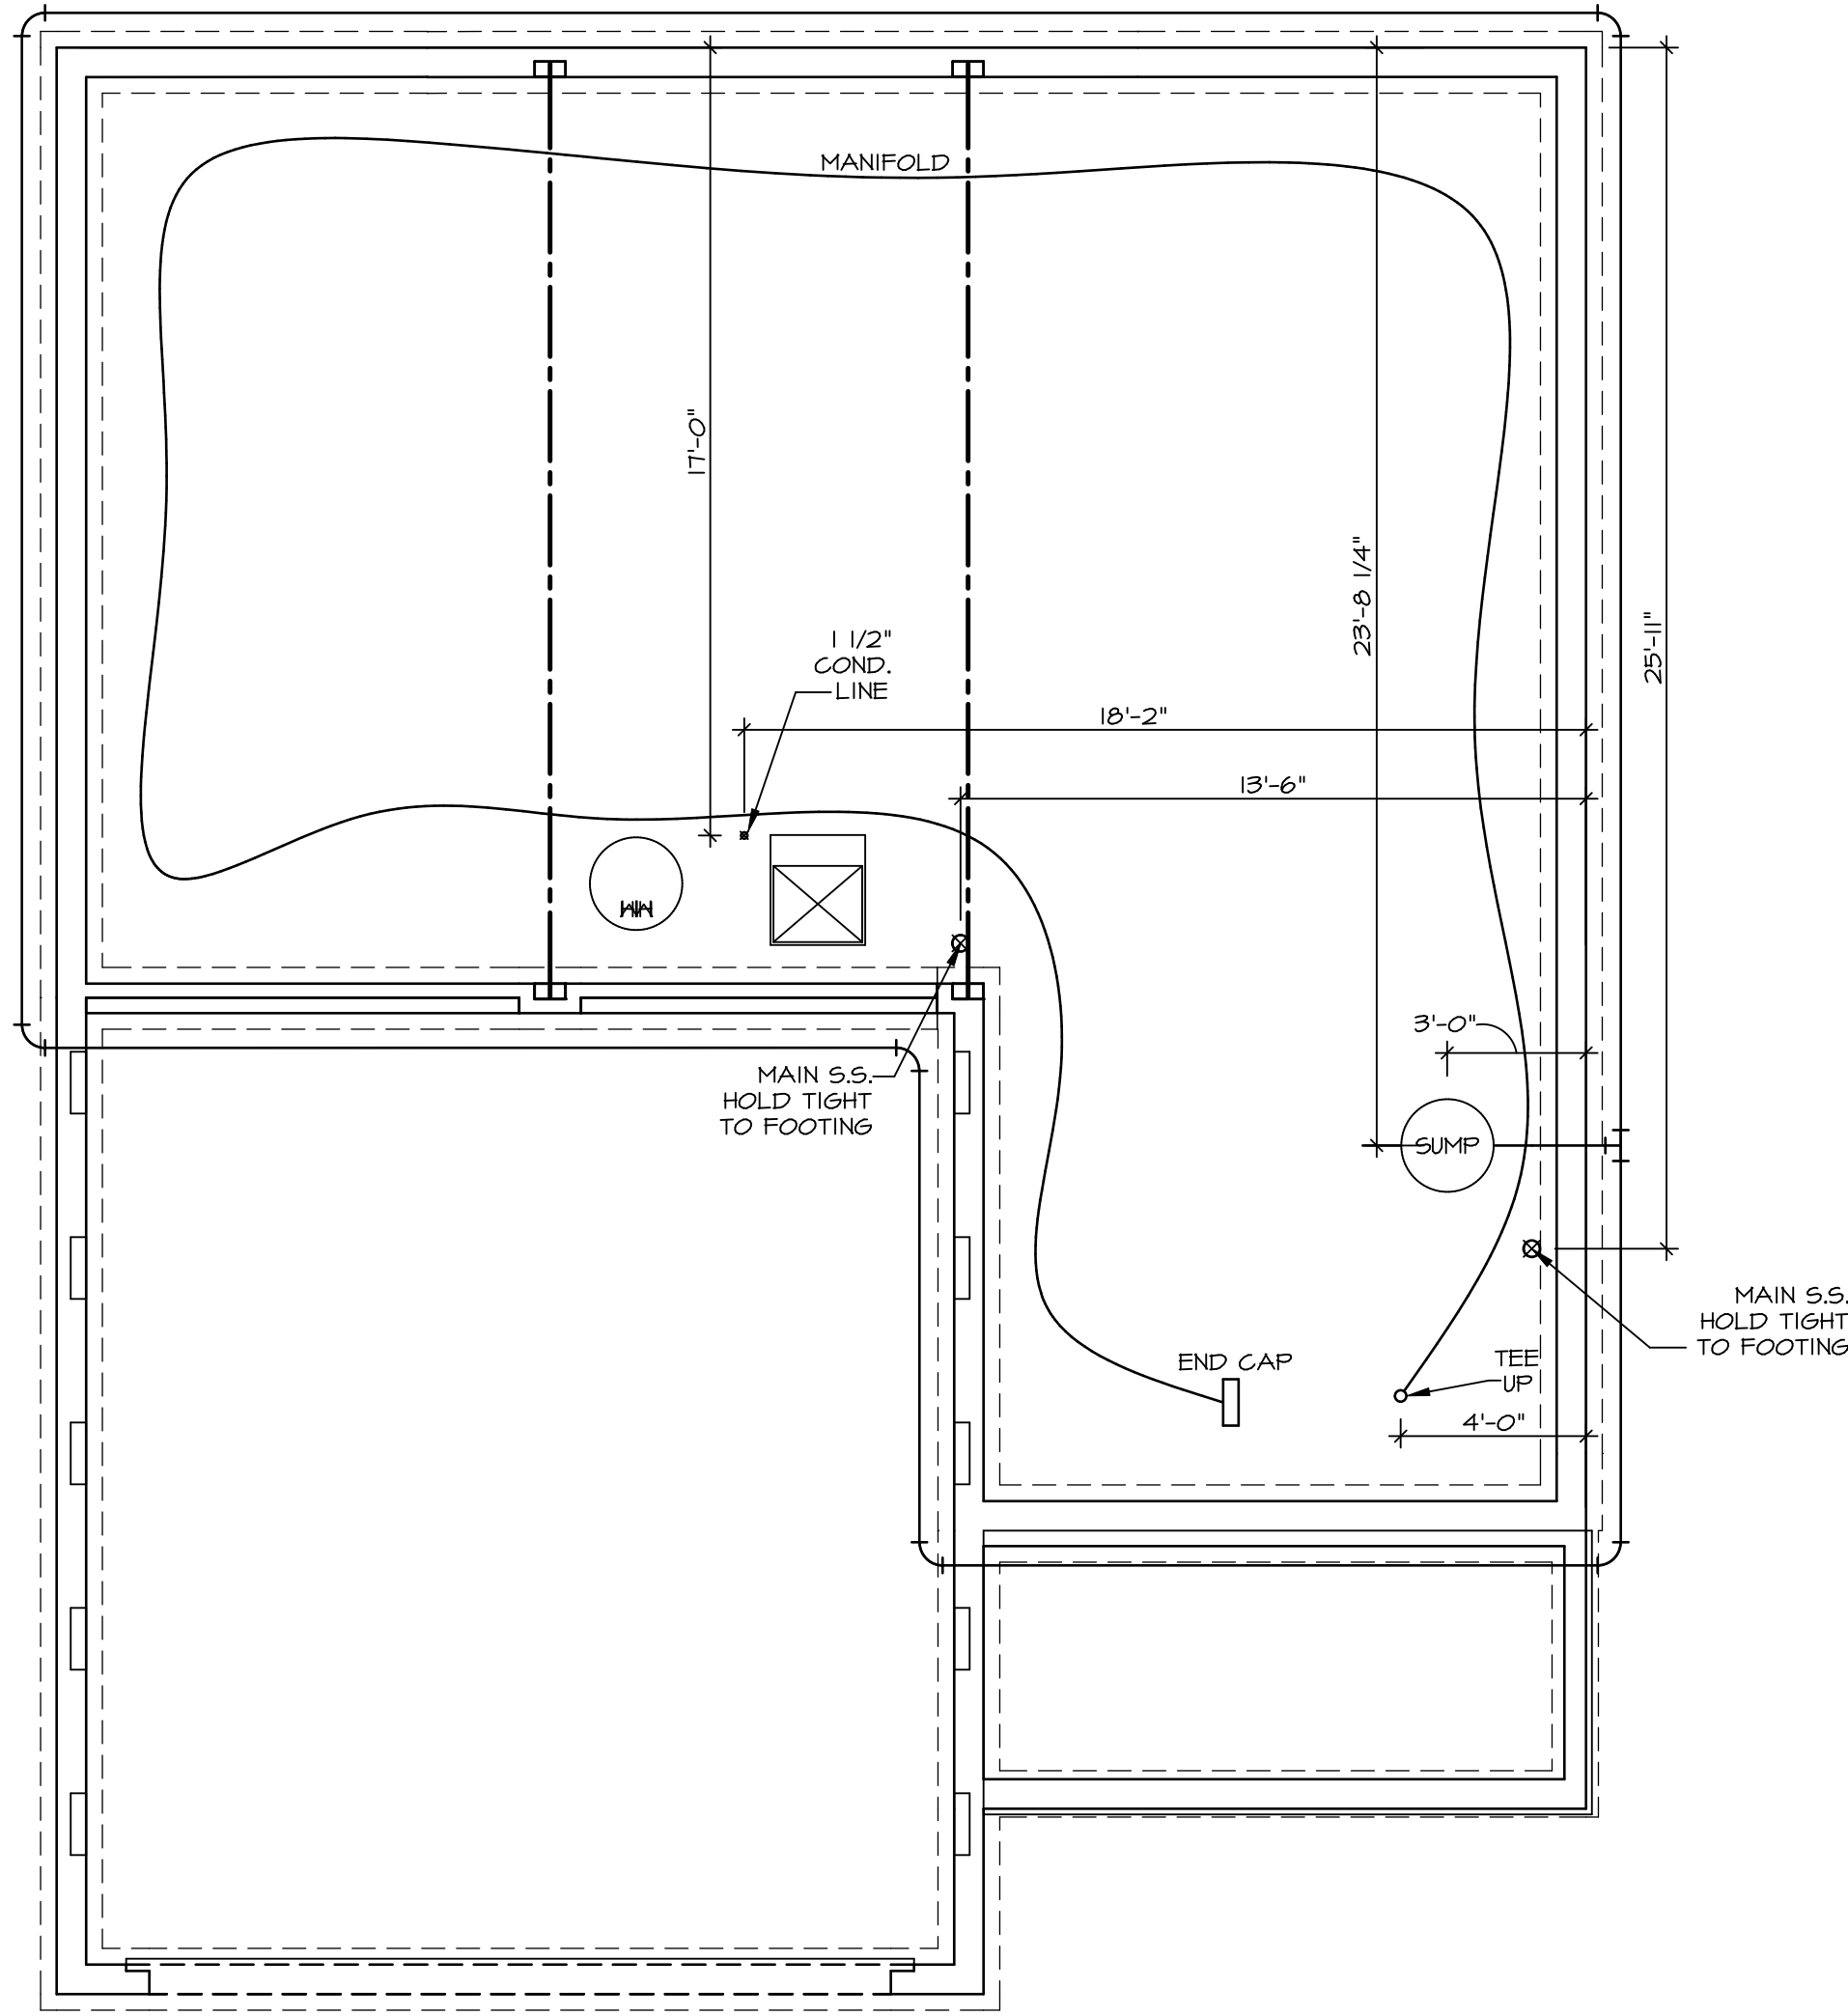 MANIFOLD
17'-0"
23'-8 1/4"
25'-11"
1 1/2"
COND.
LINE
18'-2"
13'-6"
3'-0"
MAIN S.S.
HOLD TIGHT
TO FOOTING
SUMP
MAIN S.S.
HOLD TIGHT
TO FOOTING
END CAP
TEE
UP
4'-0"